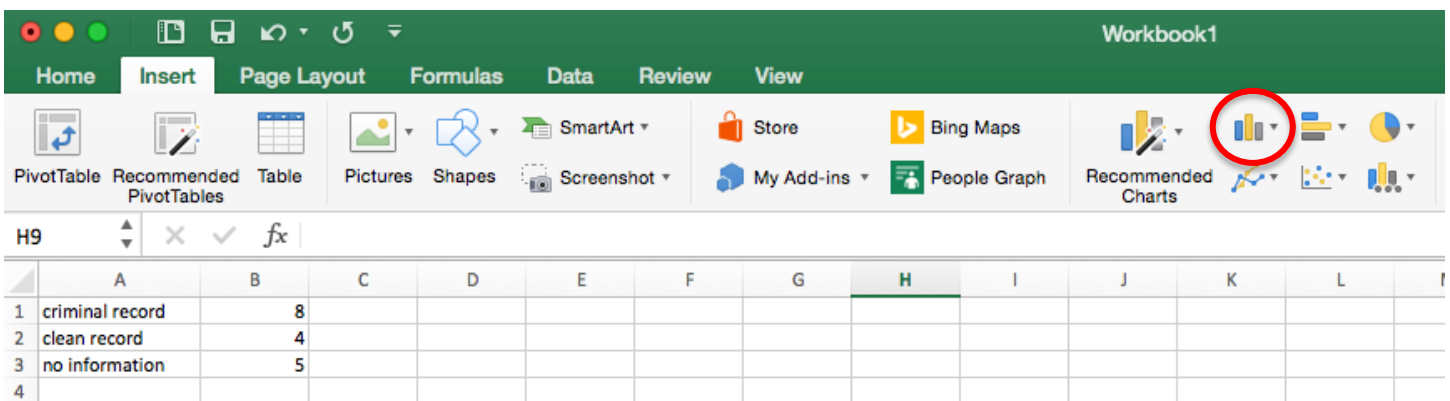 Workbook1
Home Insert Page Layout Formulas Data Review View
SmartArt Store Bing Maps
PivotTable Recommended PivotTables Table Pictures Shapes Screenshot My Add-ins People Graph Recommended Charts
H9 fx
A B C D E F G H I J K L
1 criminal record 8
2 clean record 4
3 no information 5
4